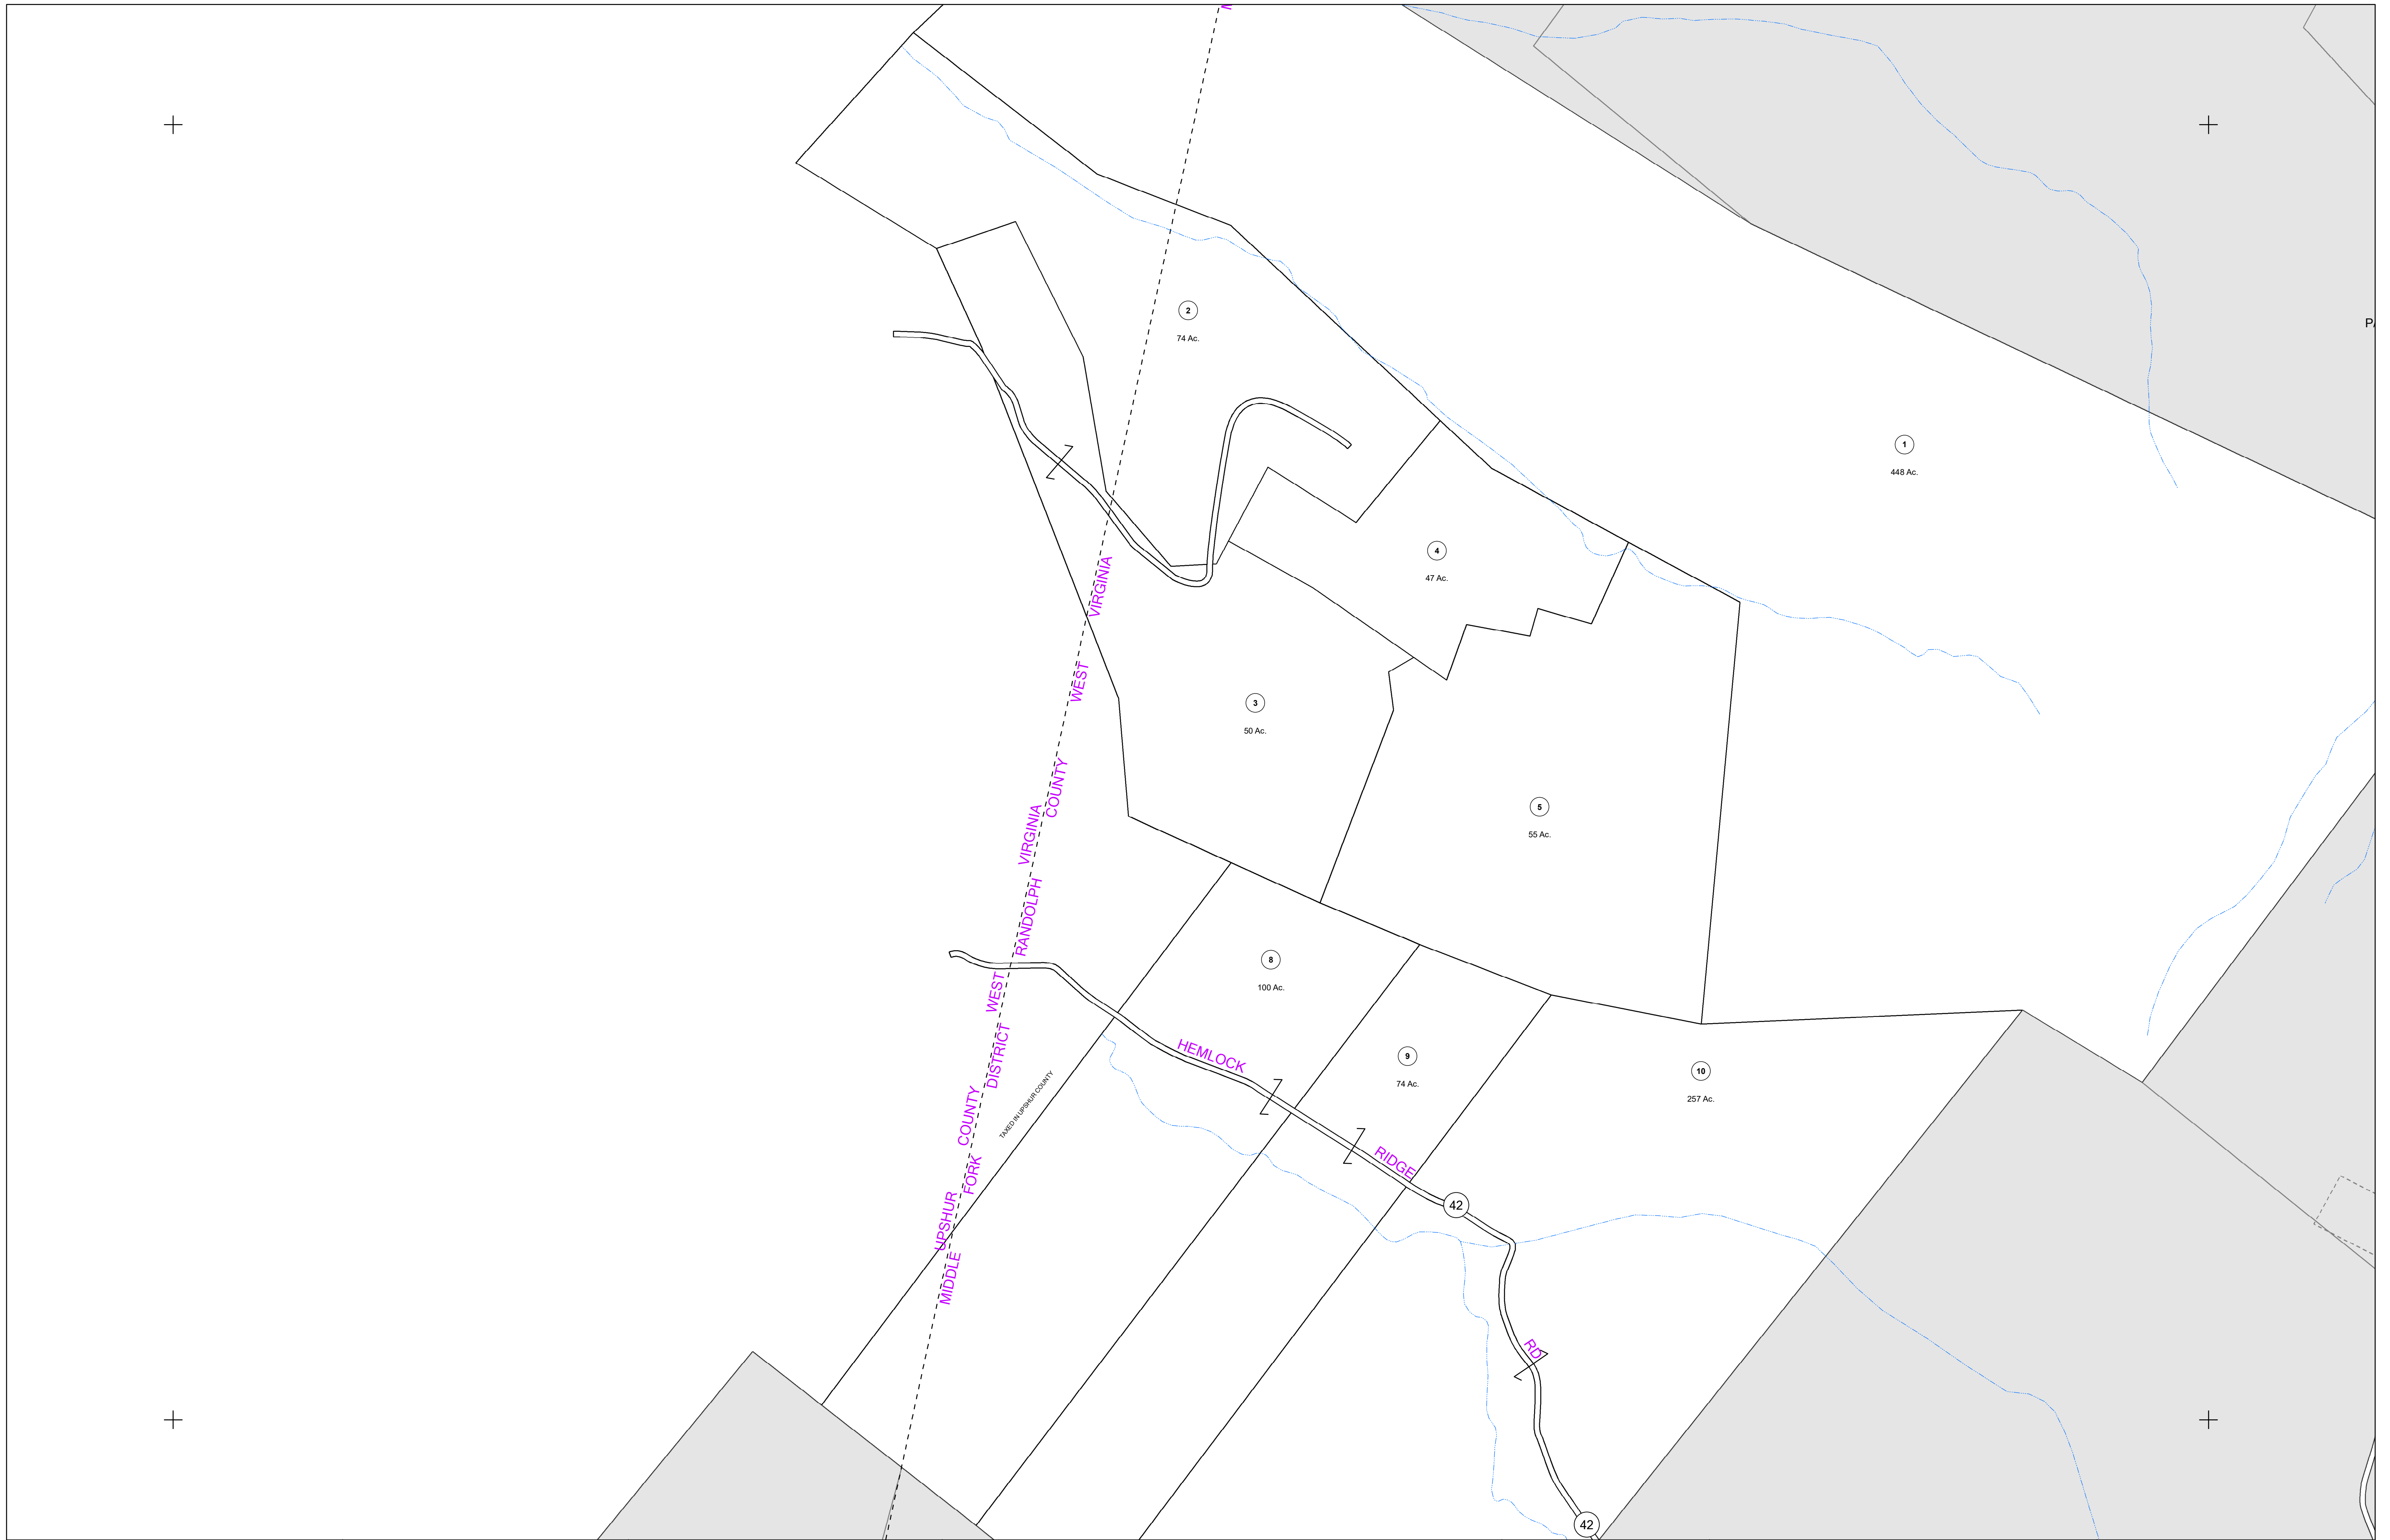 2
74 Ac.
1
448 Ac.
4
47 Ac.
3
50 Ac.
5
55 Ac.
8
100 Ac.
9
74 Ac.
10
257 Ac.
UPSHUR COUNTY WEST VIRGINIA
MIDDLE FORK DISTRICT RANDOLPH COUNTY WEST VIRGINIA
TAXED IN UPSHUR COUNTY
HEMLOCK RIDGE RD
42
42